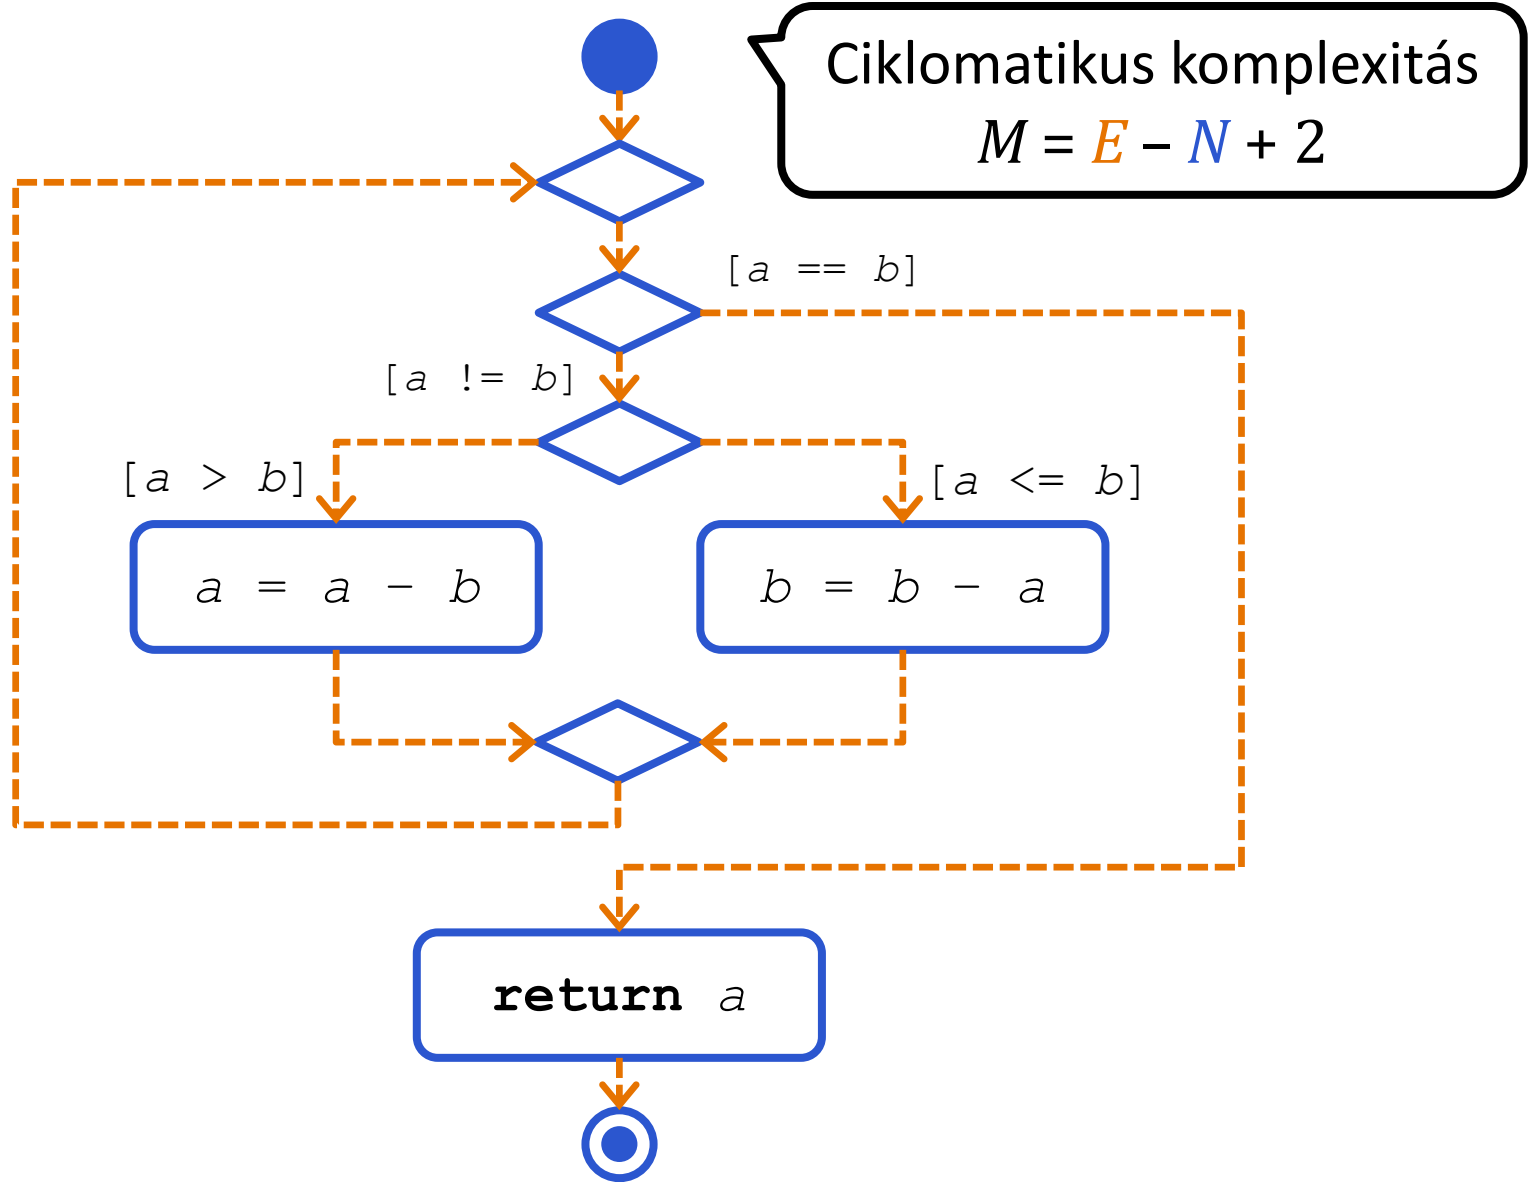 Ciklomatikus komplexitás
M = E – N + 2
[a == b]
[a != b]
[a > b]
[a <= b]
a = a - b
b = b - a
return a